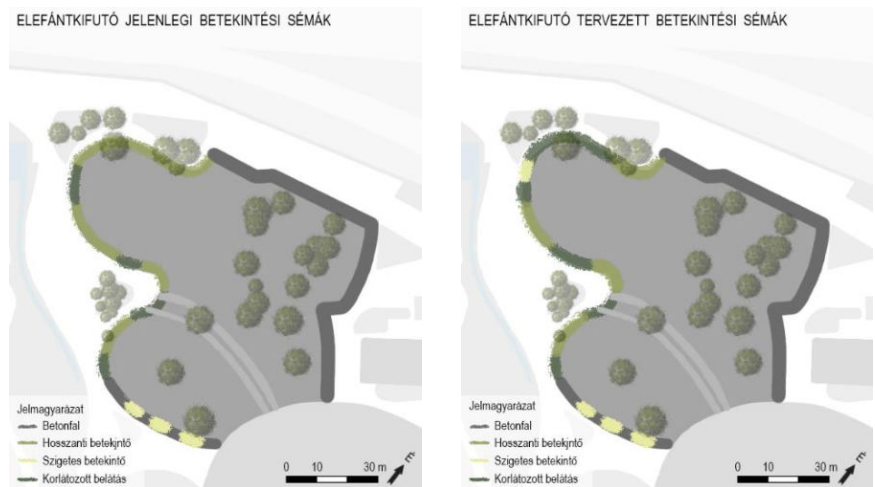 ELEFÁNTKIFUTÓ JELENLEGI BETEKINTÉSI SÉMÁK
Jelmagyarázat
Betonfal
Hosszanti betekintő
Szigetes betekintő
Korlátozott belátás
0 10 30 m
É
ELEFÁNTKIFUTÓ TERVEZETT BETEKINTÉSI SÉMÁK
Jelmagyarázat
Betonfal
Hosszanti betekintő
Szigetes betekintő
Korlátozott belátás
0 10 30 m
É